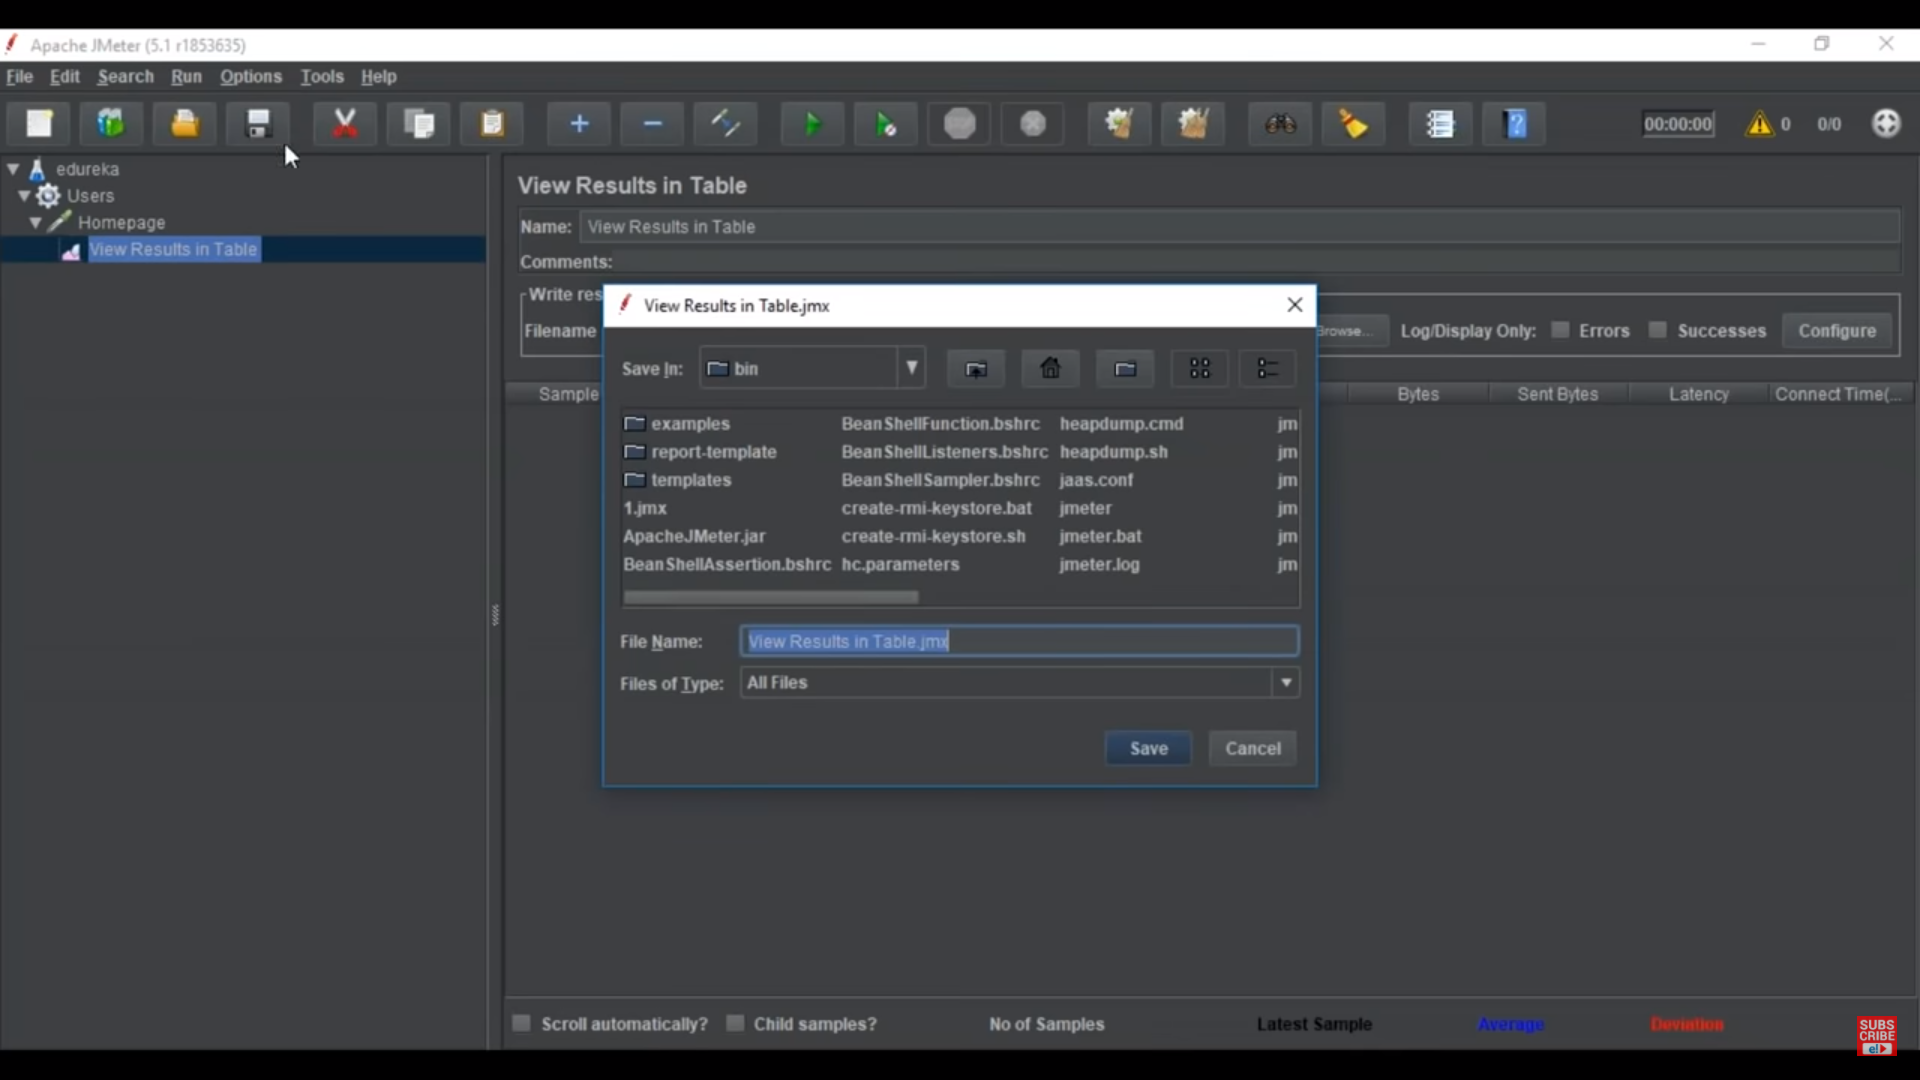 Apache JMeter (5.1 r1853635)
File Edit Search Run Options Tools Help
00:00:00 0 0/0
edureka
Users
Homepage
View Results in Table
View Results in Table
Name: View Results in Table
Comments:
Write res
Filename Browse... Log/Display Only: Errors Successes Configure
Sample Bytes Sent Bytes Latency Connect Time(...
View Results in Table.jmx
Save In: bin
examples BeanShellFunction.bshrc heapdump.cmd jm
report-template BeanShellListeners.bshrc heapdump.sh jm
templates BeanShellSampler.bshrc jaas.conf jm
1.jmx create-rmi-keystore.bat jmeter jm
ApacheJMeter.jar create-rmi-keystore.sh jmeter.bat jm
BeanShellAssertion.bshrc hc.parameters jmeter.log jm
File Name: View Results in Table.jmx
Files of Type: All Files
Save Cancel
Scroll automatically? Child samples? No of Samples Latest Sample Average Deviation
SUBS
CRIBE
e!